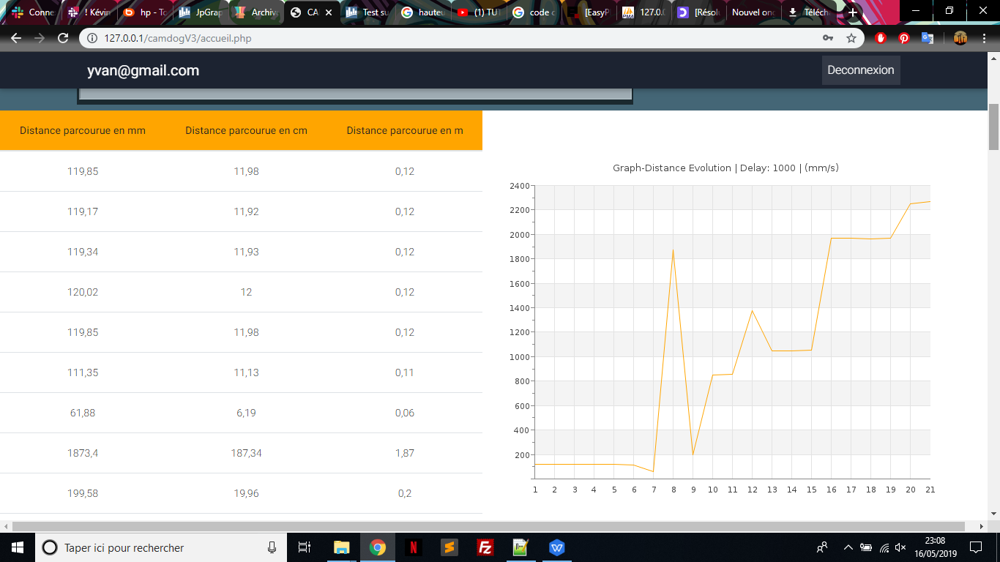 Conne
! Kévin
hp - To
JpGrap
Archiv
CA
Test su
hauteu
(1) TUT
code c
[EasyP
127.0.0
[Résol
Nouvel ong
Téléch
127.0.0.1/camdogV3/accueil.php
yvan@gmail.com
Deconnexion
Distance parcourue en mm Distance parcourue en cm Distance parcourue en m
119,85 11,98 0,12
119,17 11,92 0,12
119,34 11,93 0,12
120,02 12 0,12
119,85 11,98 0,12
111,35 11,13 0,11
61,88 6,19 0,06
1873,4 187,34 1,87
199,58 19,96 0,2
Graph-Distance Evolution | Delay: 1000 | (mm/s)
2400
2200
2000
1800
1600
1400
1200
1000
800
600
400
200
1 2 3 4 5 6 7 8 9 10 11 12 13 14 15 16 17 18 19 20 21
Taper ici pour rechercher
23:08
16/05/2019